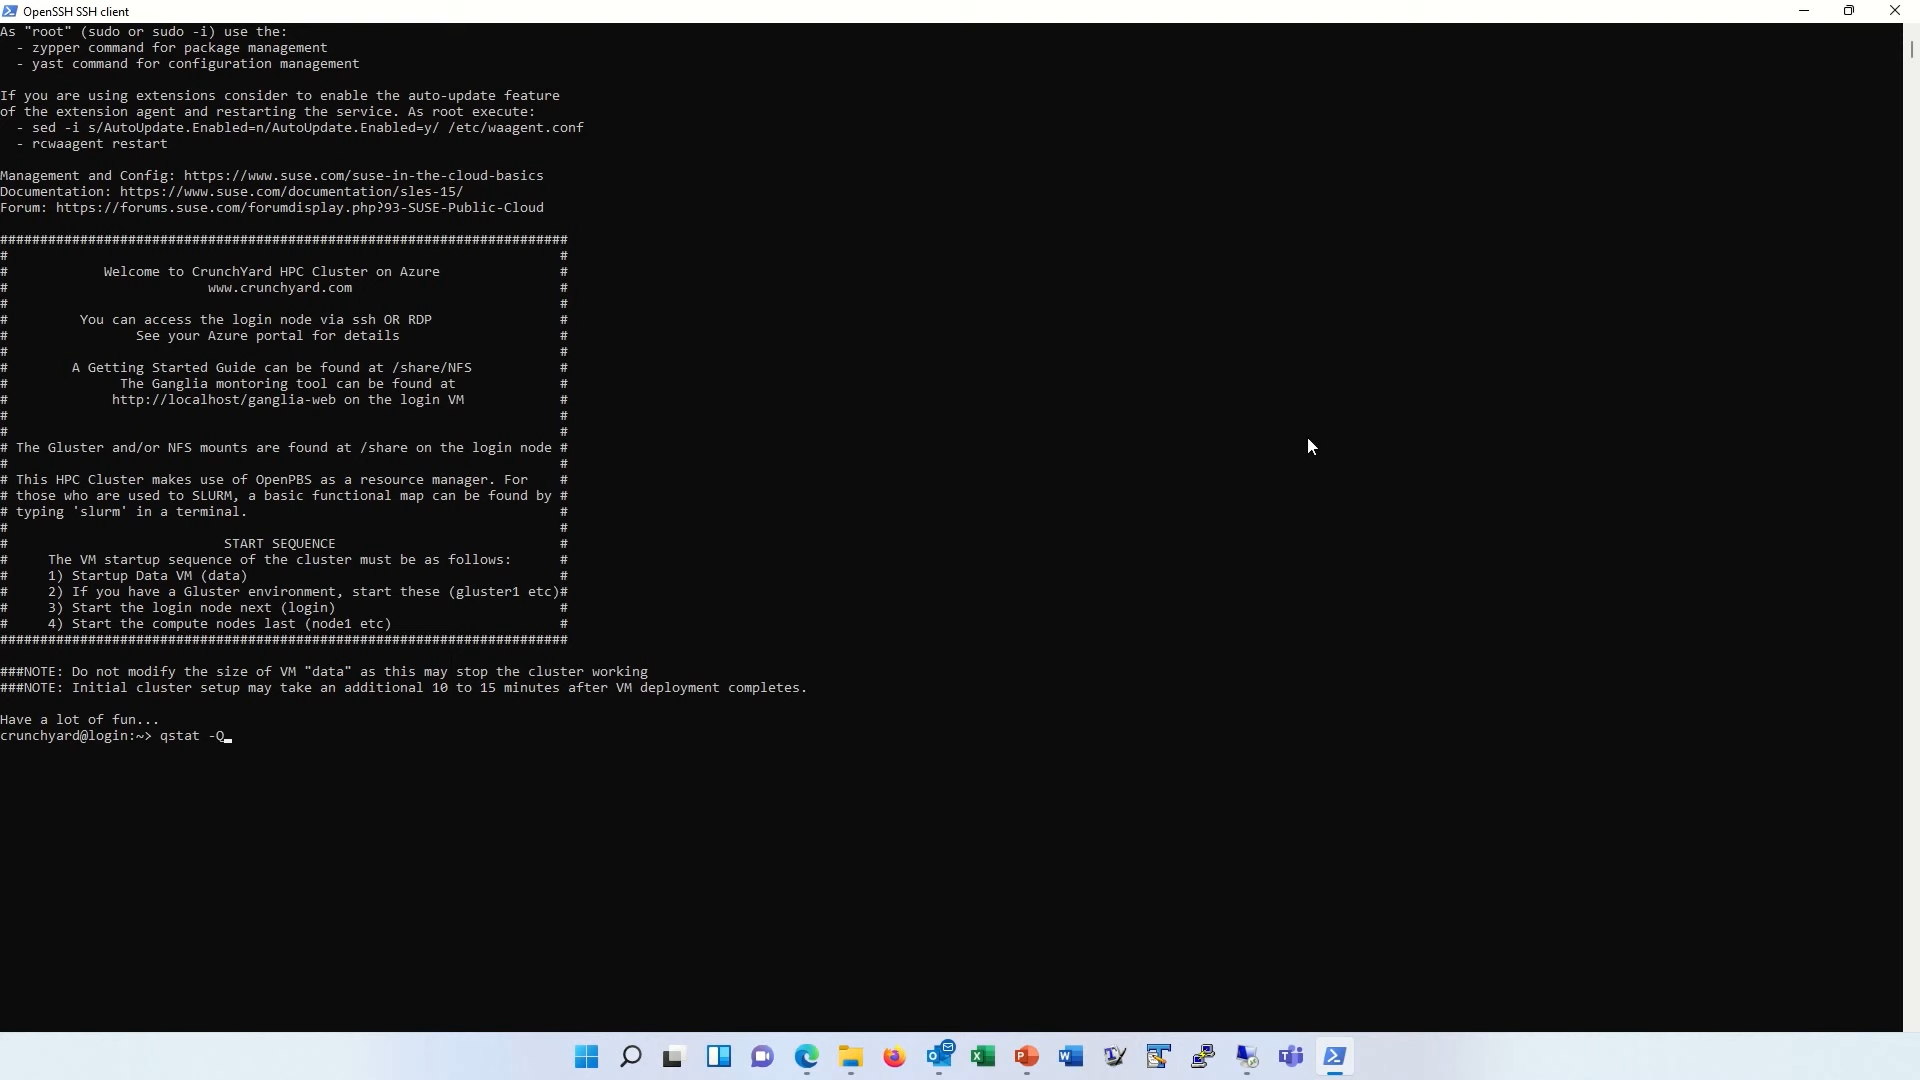 OpenSSH SSH client
As "root" (sudo or sudo -i) use the:
  - zypper command for package management
  - yast command for configuration management

If you are using extensions consider to enable the auto-update feature
of the extension agent and restarting the service. As root execute:
  - sed -i s/AutoUpdate.Enabled=n/AutoUpdate.Enabled=y/ /etc/waagent.conf
  - rcwaagent restart

Management and Config: https://www.suse.com/suse-in-the-cloud-basics
Documentation: https://www.suse.com/documentation/sles-15/
Forum: https://forums.suse.com/forumdisplay.php?93-SUSE-Public-Cloud

#######################################################################
#                                                                     #
#            Welcome to CrunchYard HPC Cluster on Azure               #
#                         www.crunchyard.com                          #
#                                                                     #
#         You can access the login node via ssh OR RDP                #
#                See your Azure portal for details                    #
#                                                                     #
#        A Getting Started Guide can be found at /share/NFS           #
#              The Ganglia montoring tool can be found at             #
#             http://localhost/ganglia-web on the login VM            #
#                                                                     #
#                                                                     #
# The Gluster and/or NFS mounts are found at /share on the login node #
#                                                                     #
# This HPC Cluster makes use of OpenPBS as a resource manager. For    #
# those who are used to SLURM, a basic functional map can be found by #
# typing 'slurm' in a terminal.                                       #
#                                                                     #
#                           START SEQUENCE                            #
#     The VM startup sequence of the cluster must be as follows:      #
#     1) Startup Data VM (data)                                       #
#     2) If you have a Gluster environment, start these (gluster1 etc)#
#     3) Start the login node next (login)                            #
#     4) Start the compute nodes last (node1 etc)                     #
#######################################################################

###NOTE: Do not modify the size of VM "data" as this may stop the cluster working
###NOTE: Initial cluster setup may take an additional 10 to 15 minutes after VM deployment completes.

Have a lot of fun...
crunchyard@login:~> qstat -Q